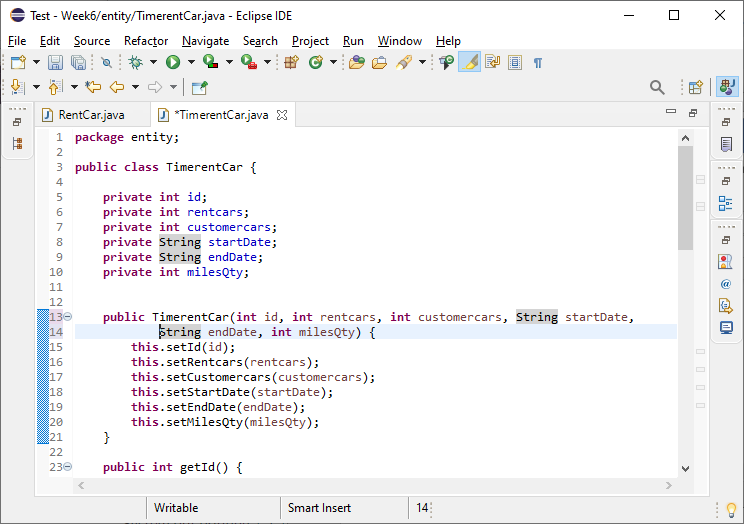 Test - Week6/entity/TimerentCar.java - Eclipse IDE
File Edit Source Refactor Navigate Search Project Run Window Help
RentCar.java *TimerentCar.java
1 package entity;
2
3 public class TimerentCar {
4
5 private int id;
6 private int rentcars;
7 private int customercars;
8 private String startDate;
9 private String endDate;
10 private int milesQty;
11
12
13 public TimerentCar(int id, int rentcars, int customercars, String startDate,
14 String endDate, int milesQty) {
15 this.setId(id);
16 this.setRentcars(rentcars);
17 this.setCustomercars(customercars);
18 this.setStartDate(startDate);
19 this.setEndDate(endDate);
20 this.setMilesQty(milesQty);
21 }
22
23 public int getId() {
Writable Smart Insert 14